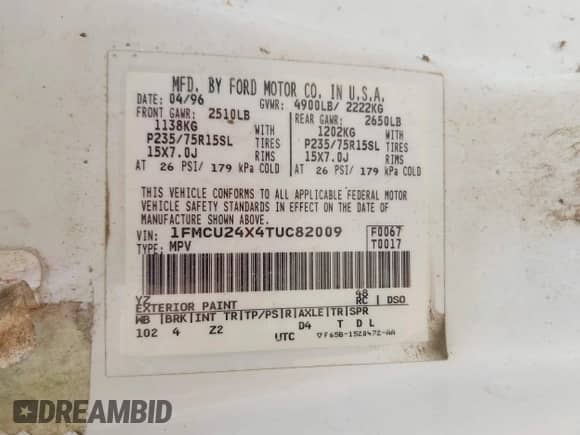 MFD. BY FORD MOTOR CO. IN U.S.A.
DATE: 04/96 GVWR: 4900LB/ 2222KG
FRONT GAWR: 2510LB REAR GAWR: 2650LB
1138KG WITH 1202KG WITH
P235/75R15SL TIRES P235/75R15SL TIRES
15X7.0J RIMS 15X7.0J RIMS
AT 26 PSI/ 179 kPa COLD AT 26 PSI/ 179 kPa COLD
THIS VEHICLE CONFORMS TO ALL APPLICABLE FEDERAL MOTOR
VEHICLE SAFETY STANDARDS IN EFFECT ON THE DATE OF
MANUFACTURE SHOWN ABOVE.
VIN: 1FMCU24X4TUC82009 F0067
TYPE: MPV T0017
YZ 48
EXTERIOR PAINT RC | DSO
WB |BRK|INT TR|TP/PS|R|AXLE|TR|SPR
102 4 Z2 D4 T D L
UTC ▽F65B-1520472-AA
DREAMBID